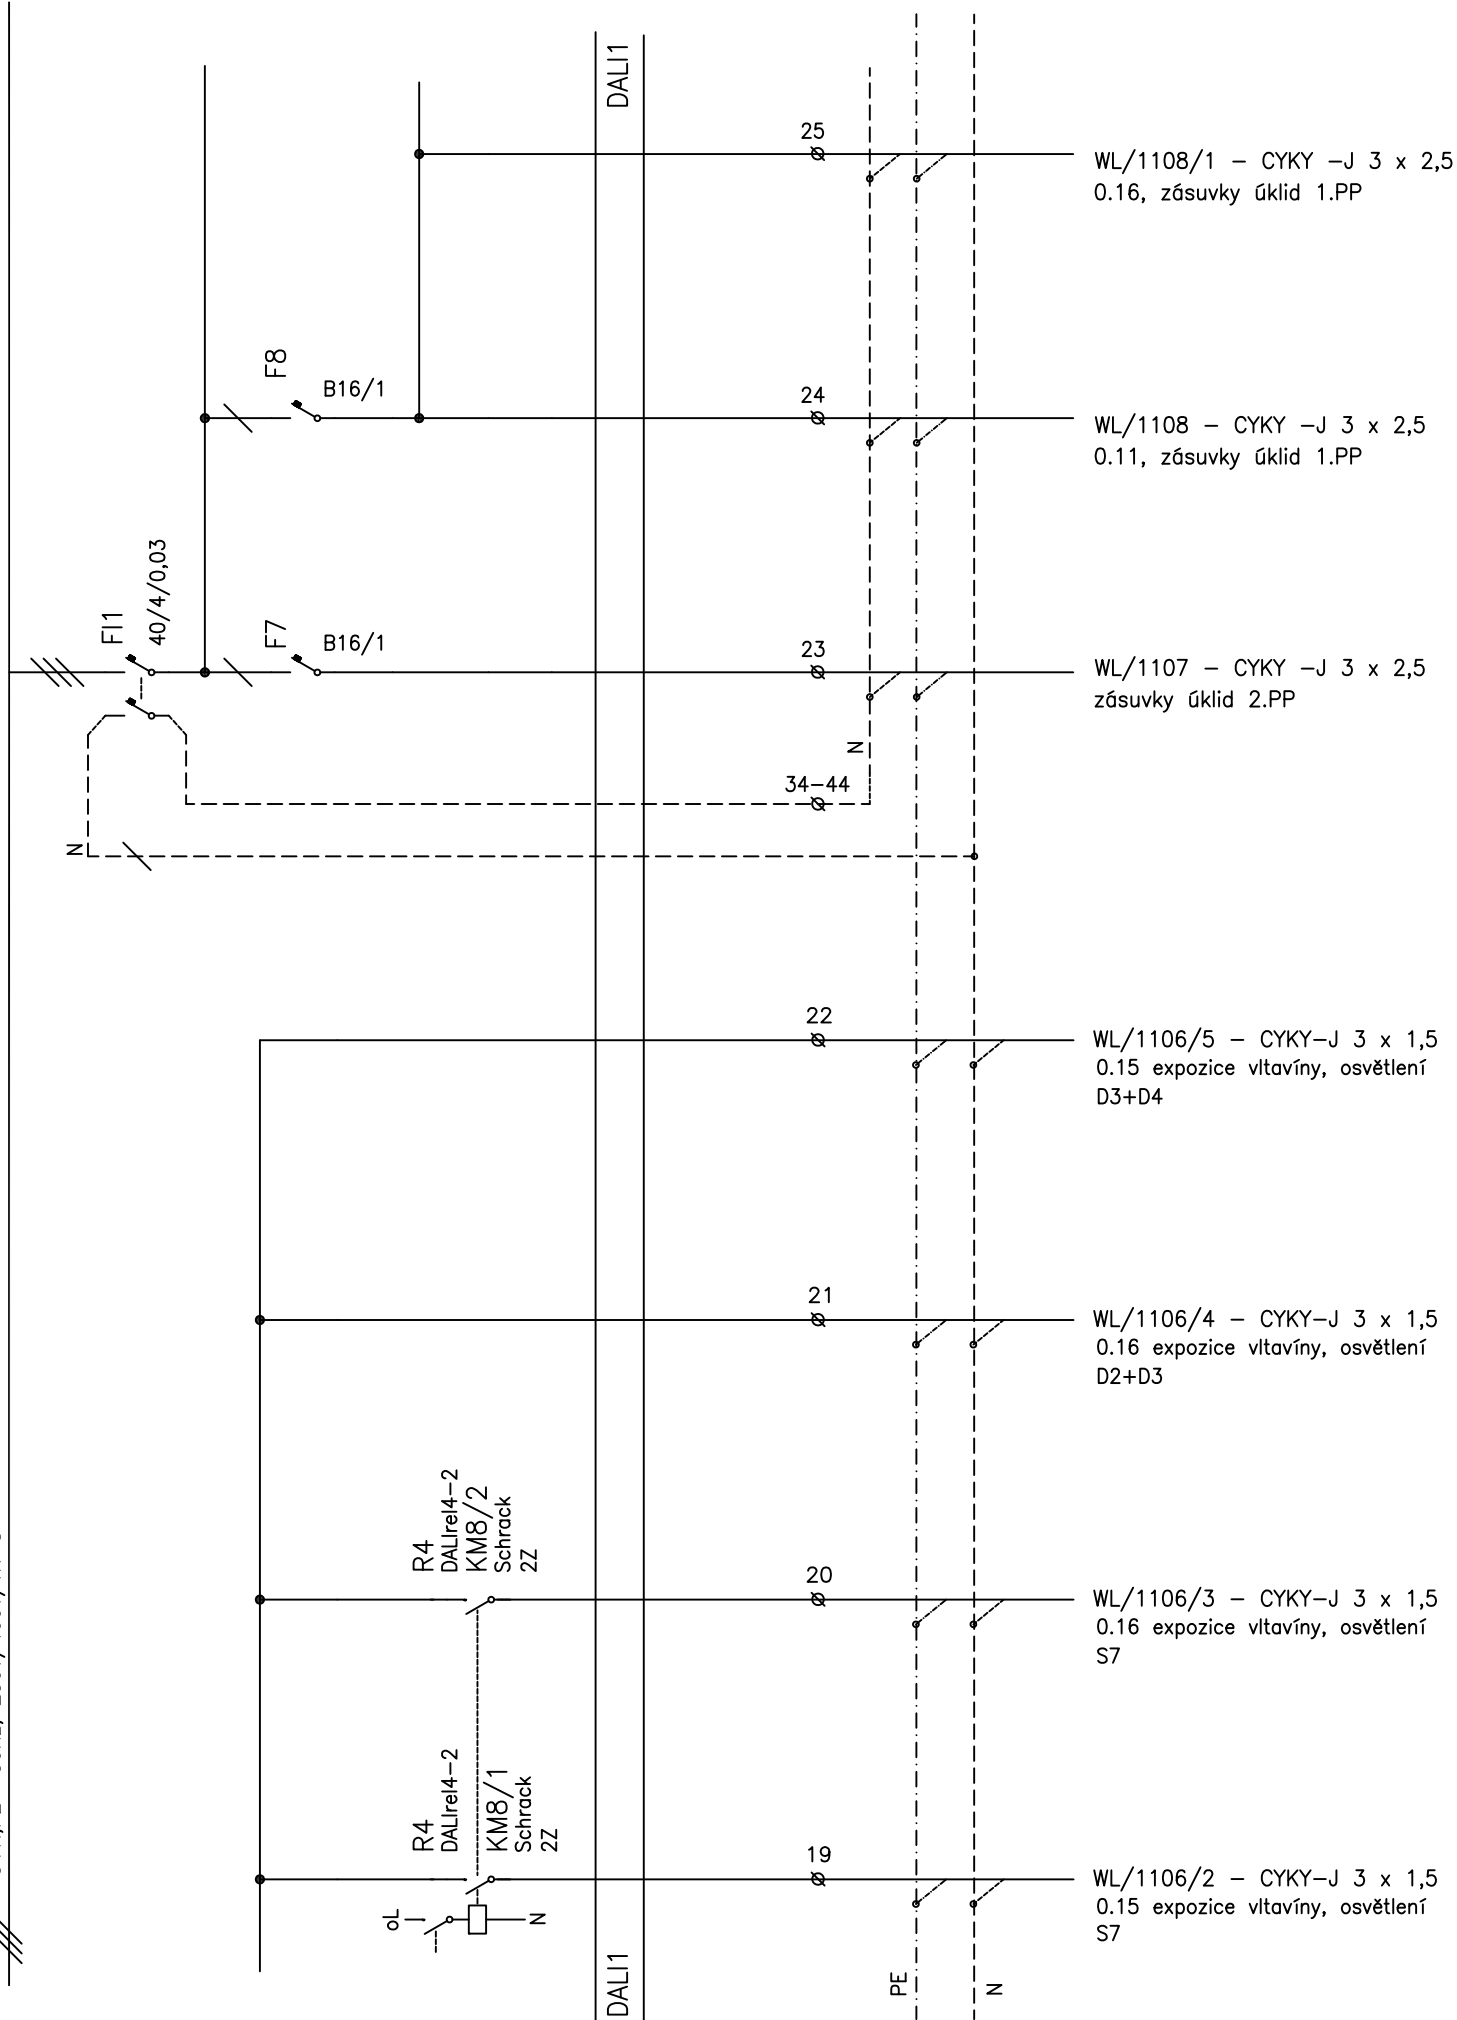 DALI1
25
WL/1108/1 - CYKY -J 3 x 2,5
0.16, zásuvky úklid 1.PP
F8
B16/1
24
WL/1108 - CYKY -J 3 x 2,5
0.11, zásuvky úklid 1.PP
FI1
40/4/0,03
F7
B16/1
23
WL/1107 - CYKY -J 3 x 2,5
zásuvky úklid 2.PP
N
34-44
N
22
WL/1106/5 - CYKY-J 3 x 1,5
0.15 expozice vltavíny, osvětlení
D3+D4
21
WL/1106/4 - CYKY-J 3 x 1,5
0.16 expozice vltavíny, osvětlení
D2+D3
R4
DALIrel4-2
KM8/2
Schrack
2Z
20
WL/1106/3 - CYKY-J 3 x 1,5
0.16 expozice vltavíny, osvětlení
S7
R4
DALIrel4-2
KM8/1
Schrack
2Z
19
WL/1106/2 - CYKY-J 3 x 1,5
0.15 expozice vltavíny, osvětlení
S7
oL
N
DALI1
PE
N